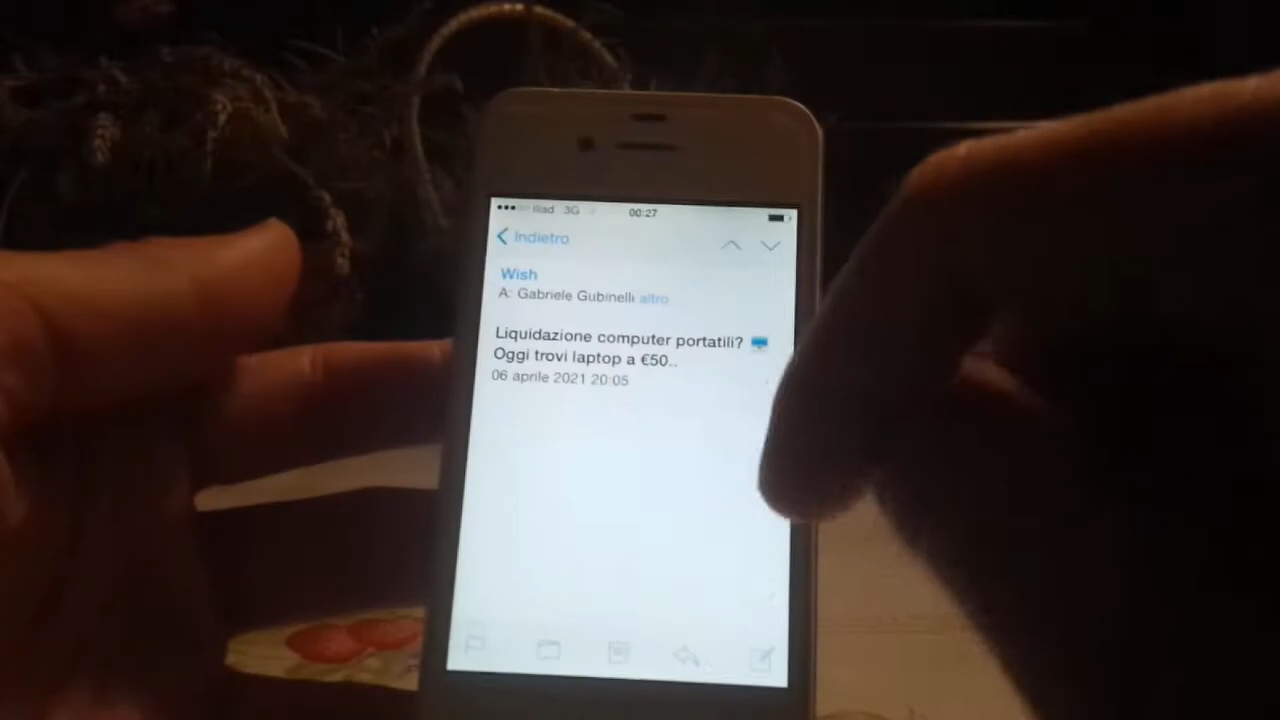 Iliad 3G 00:27
Indietro
Wish
A: Gabriele Gubinelli altro
Liquidazione computer portatili?
Oggi trovi laptop a €50..
06 aprile 2021 20:05